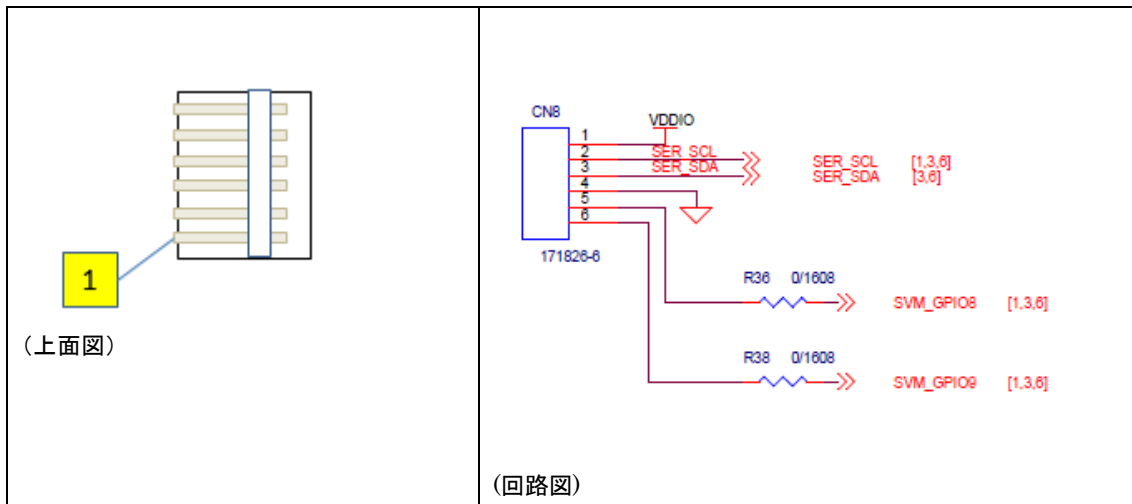 1
（上面図）
CN8
VDDIO
1
2
3
4
5
6
SER_SCL
SER_SDA
SER_SCL [1,3,6]
SER_SDA [3,6]
171826-6
R36 0/1608
SVM_GPIO8 [1,3,6]
R38 0/1608
SVM_GPIO9 [1,3,6]
(回路図)